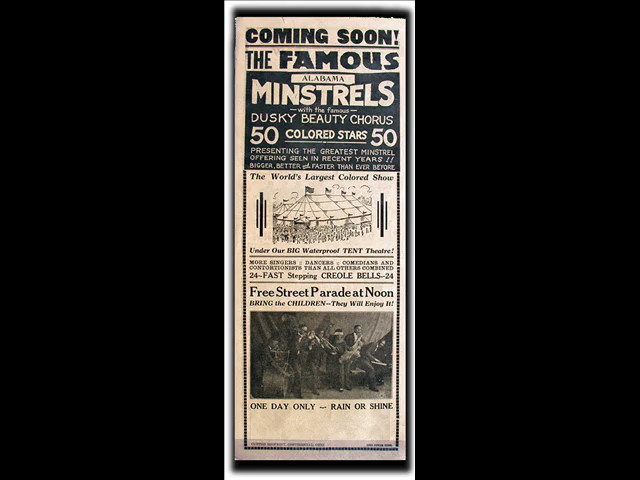 COMING SOON!
THE FAMOUS
ALABAMA
MINSTRELS
—with the famous—
DUSKY BEAUTY CHORUS
50 COLORED STARS 50
PRESENTING THE GREATEST MINSTREL
OFFERING SEEN IN RECENT YEARS !!
BIGGER, BETTER and FASTER THAN EVER BEFORE
The World's Largest Colored Show
Under Our BIG Waterproof TENT Theatre!
MORE SINGERS :: DANCERS :: COMEDIANS AND
CONTORTIONISTS THAN ALL OTHERS COMBINED
24-FAST Stepping CREOLE BELLS-24
Free Street Parade at Noon
BRING the CHILDREN--They Will Enjoy It!
ONE DAY ONLY --- RAIN OR SHINE